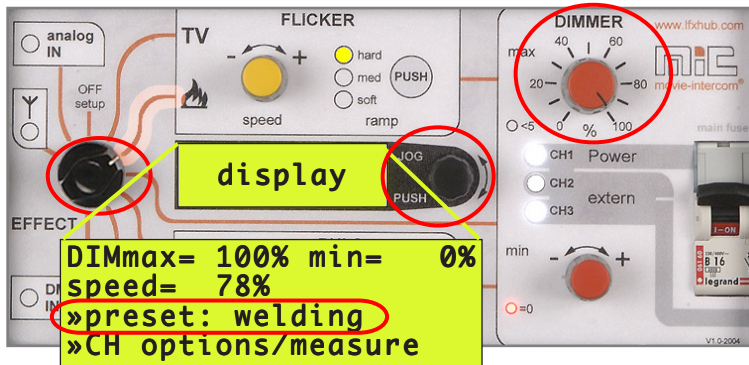 analog
IN
TV
FLICKER
- +
speed
hard
med
soft
PUSH
ramp
OFF
setup
EFFECT
display
JOG
PUSH
DIMmax= 100% min= 0%
speed= 78%
»preset: welding
»CH options/measure
DIMMER
max
0
20
40
60
80
100
%
<5
CH1 Power
CH2
extern
CH3
min
- +
=0
www.lfxhub.com
mic
movie-intercom®
main fuse
I-ON
B 16
legrand
V1.0-2004